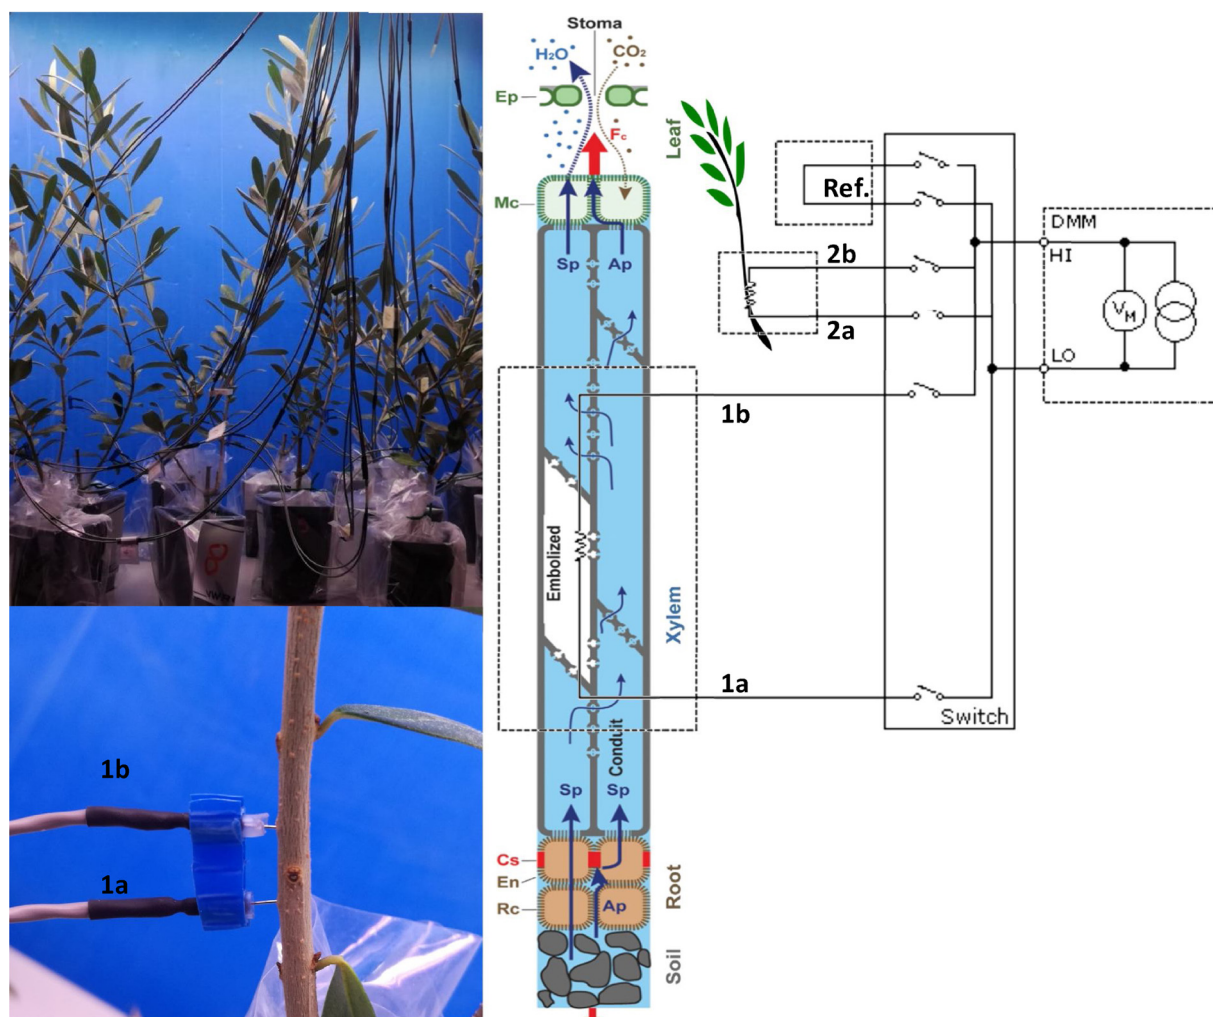 Stoma
H₂O
CO₂
Ep
Fc
Leaf
Mc
Sp
Ap
Ref.
2b
2a
DMM
HI
VM
LO
1b
Embolized
Xylem
1a
Switch
Conduit
Sp
Sp
Cs
En
Rc
Ap
Root
Soil
8
1b
1a